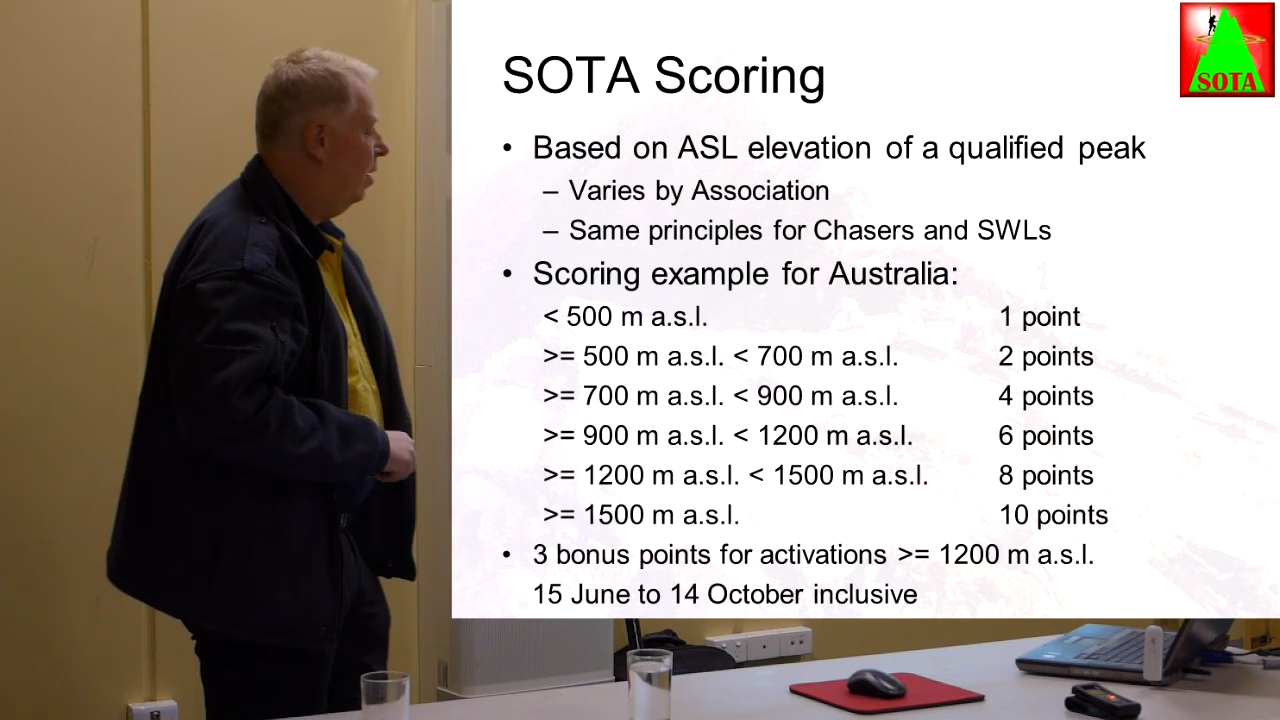 SOTA Scoring
SOTA
• Based on ASL elevation of a qualified peak
– Varies by Association
– Same principles for Chasers and SWLs
• Scoring example for Australia:
< 500 m a.s.l. 1 point
>= 500 m a.s.l. < 700 m a.s.l. 2 points
>= 700 m a.s.l. < 900 m a.s.l. 4 points
>= 900 m a.s.l. < 1200 m a.s.l. 6 points
>= 1200 m a.s.l. < 1500 m a.s.l. 8 points
>= 1500 m a.s.l. 10 points
• 3 bonus points for activations >= 1200 m a.s.l.
15 June to 14 October inclusive